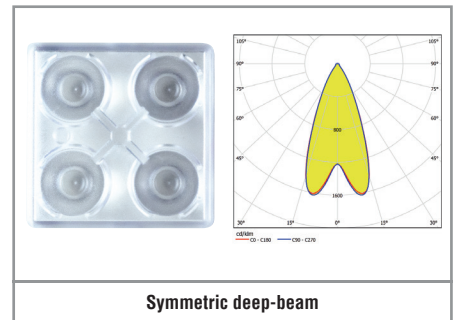 105° 105°
90° 90°
75° 75°
60° 60°
800
45° 45°
1600
30° 15° 0° 15° 30°
cd/klm
C0 - C180 C90 - C270
Symmetric deep-beam